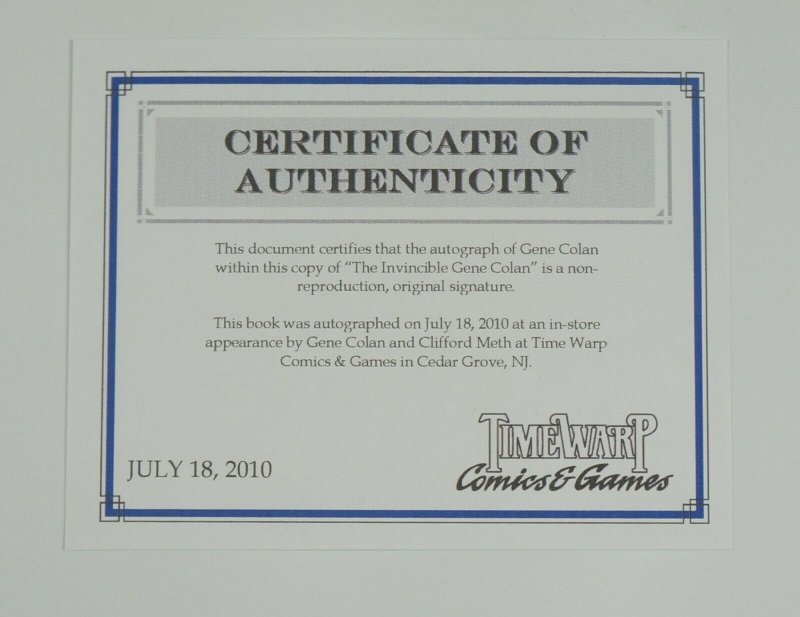 CERTIFICATE OF
AUTHENTICITY
This document certifies that the autograph of Gene Colan
within this copy of “The Invincible Gene Colan” is a non-
reproduction, original signature.
This book was autographed on July 18, 2010 at an in-store
appearance by Gene Colan and Clifford Meth at Time Warp
Comics & Games in Cedar Grove, NJ.
JULY 18, 2010
TIMEWARP
Comics & Games